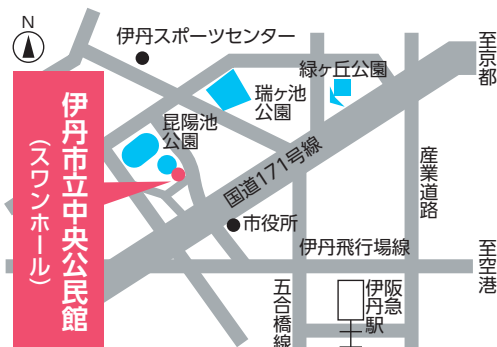 N
伊丹スポーツセンター
至京都
緑ヶ丘公園
瑞ヶ池
公園
昆陽池
公園
伊丹市立中央公民館
（スワンホール）
国道171号線
産業道路
市役所
伊丹飛行場線
至空港
五合橋線
阪急
伊丹駅